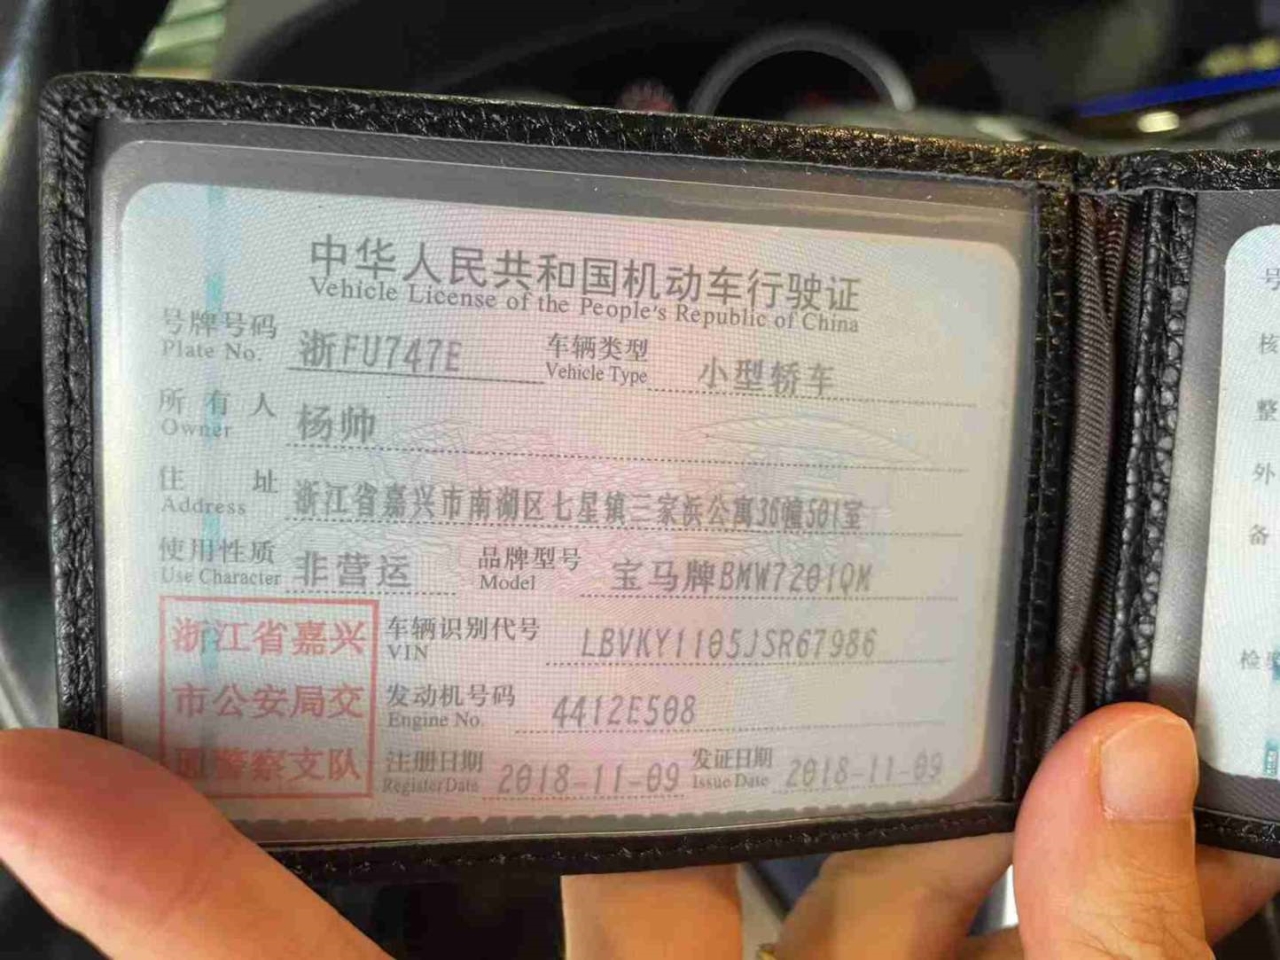 中华人民共和国机动车行驶证
Vehicle License of the People's Republic of China
号牌号码 浙FU747E 车辆类型 小型轿车
Plate No. Vehicle Type
所有人 杨帅
Owner
住址 浙江省嘉兴市南湖区七星镇三家浜公寓36幢501室
Address
使用性质 非营运 品牌型号 宝马牌BMW7201QM
Use Character Model
浙江省嘉兴
市公安局交
通警察支队
车辆识别代号 LBVKY1105JSR67986
VIN
发动机号码 4412E508
Engine No.
注册日期 2018-11-09 发证日期 2018-11-09
Register Date Issue Date
号
核
整
外
备
检验